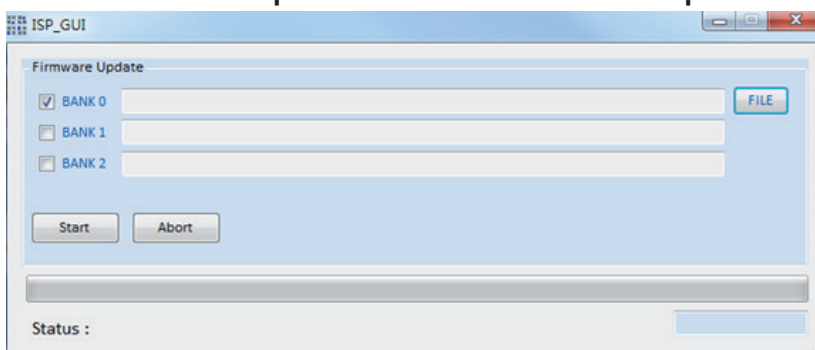 ISP_GUI
Firmware Update
BANK 0
FILE
BANK 1
BANK 2
Start
Abort
Status :